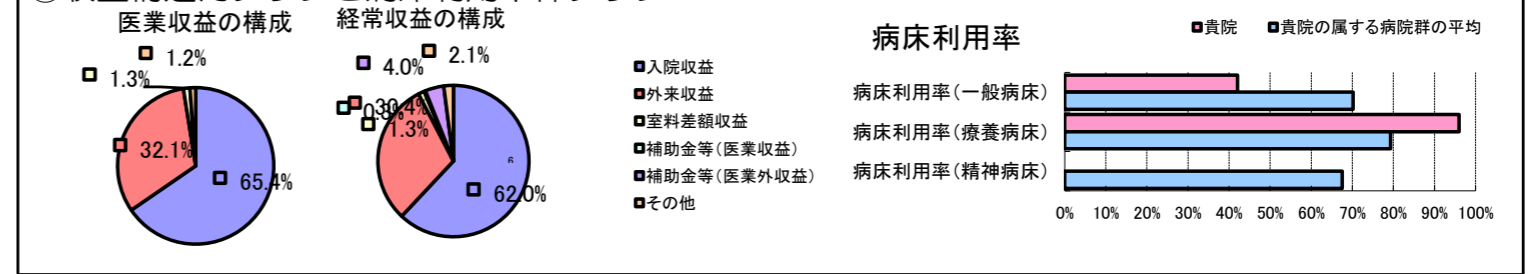 医業収益の構成
経常収益の構成
1.2%
1.3%
32.1%
65.4%
2.1%
4.0%
30.4%
0.8%
1.3%
62.0%
入院収益
外来収益
室料差額収益
補助金等(医業収益)
補助金等(医業外収益)
その他
病床利用率
貴院
貴院の属する病院群の平均
病床利用率(一般病床)
病床利用率(療養病床)
病床利用率(精神病床)
0% 10% 20% 30% 40% 50% 60% 70% 80% 90% 100%